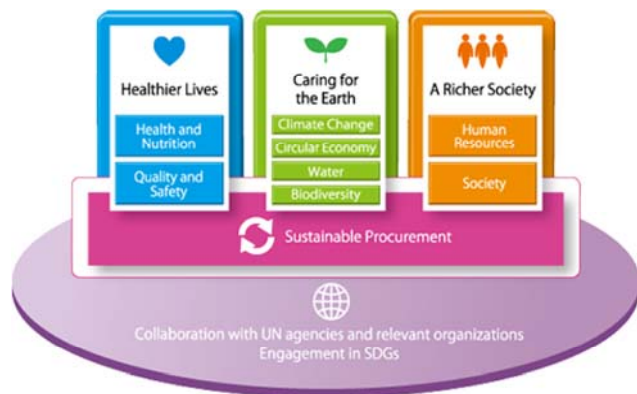 Healthier Lives
Health and
Nutrition
Quality and
Safety
Caring for
the Earth
Climate Change
Circular Economy
Water
Biodiversity
A Richer Society
Human
Resources
Society
Sustainable Procurement
Collaboration with UN agencies and relevant organizations
Engagement in SDGs